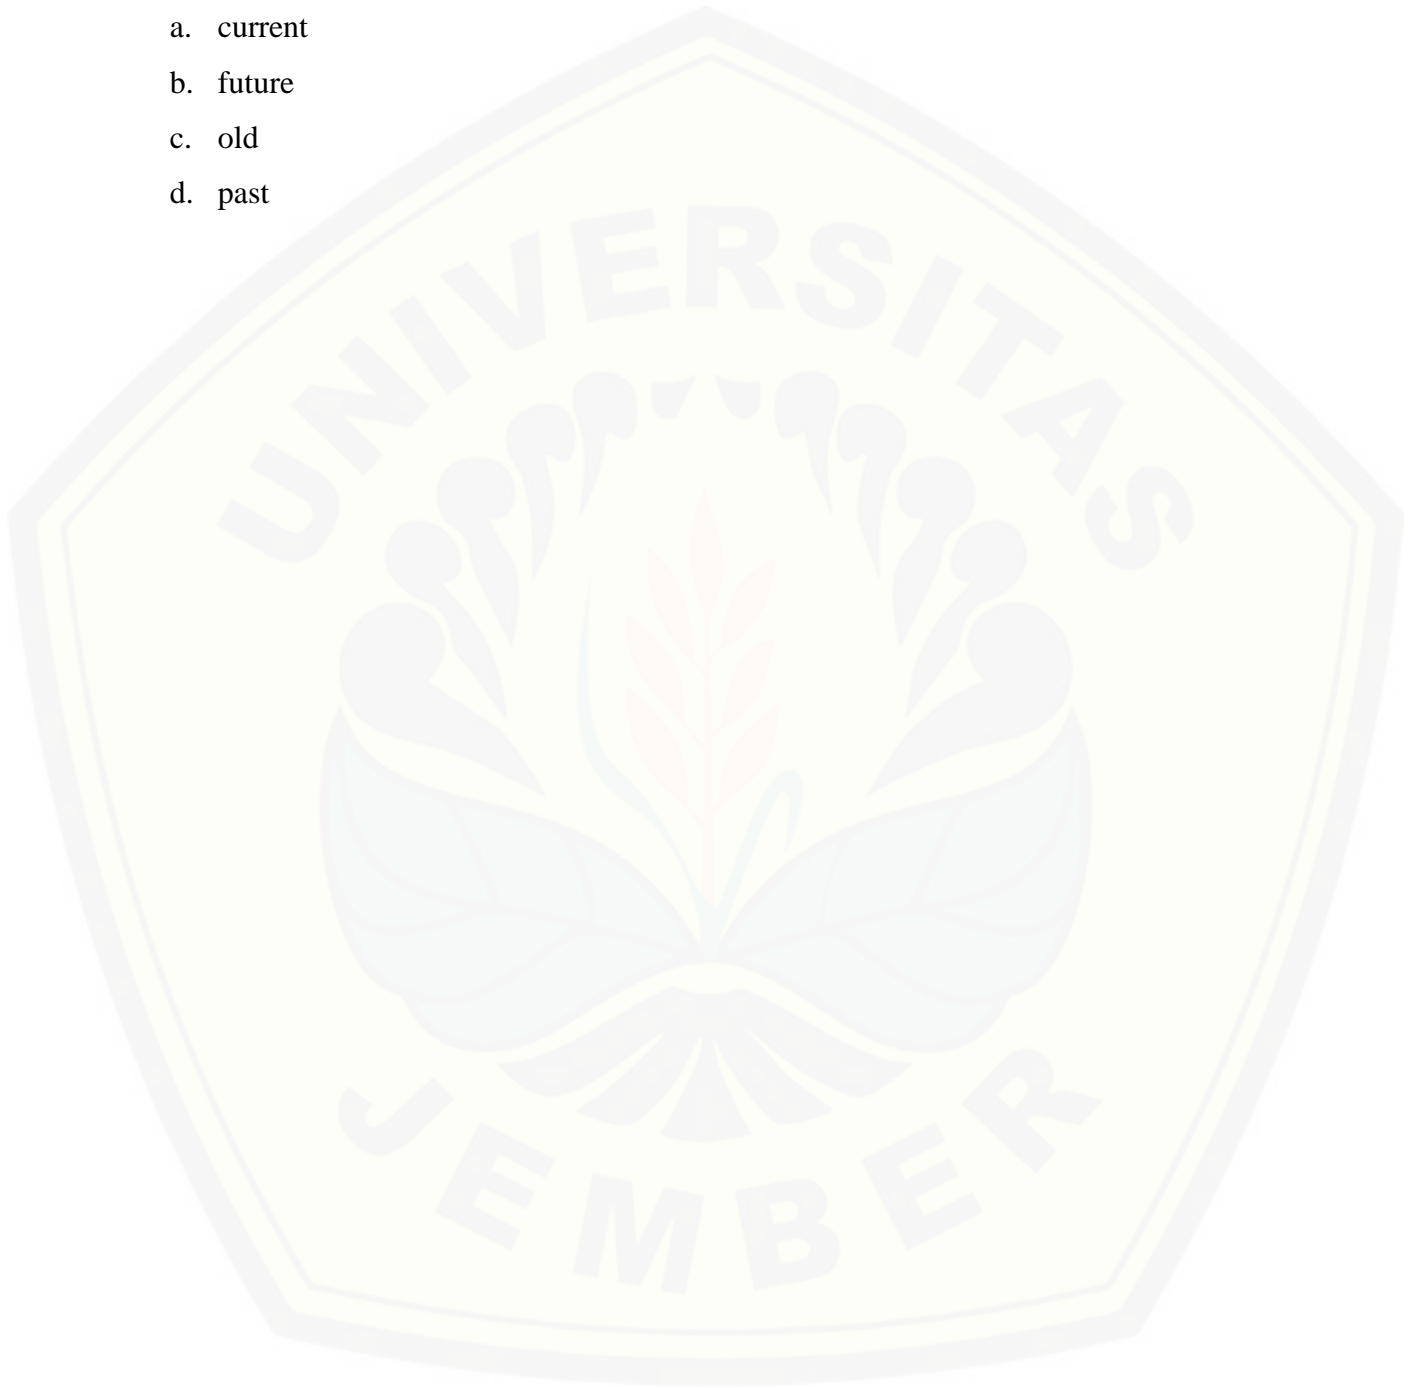 a. current
b. future
c. old
d. past
UNIVERSITAS
JEMBER